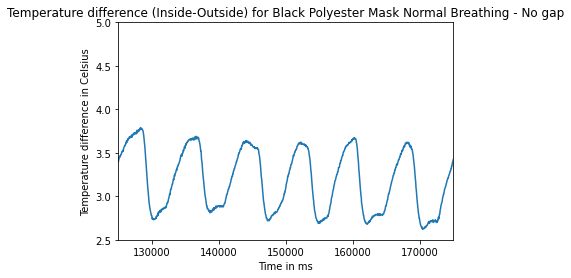 Temperature difference (Inside-Outside) for Black Polyester Mask Normal Breathing - No gap
Temperature difference in Celsius
5.0
4.5
4.0
3.5
3.0
2.5
130000 140000 150000 160000 170000
Time in ms